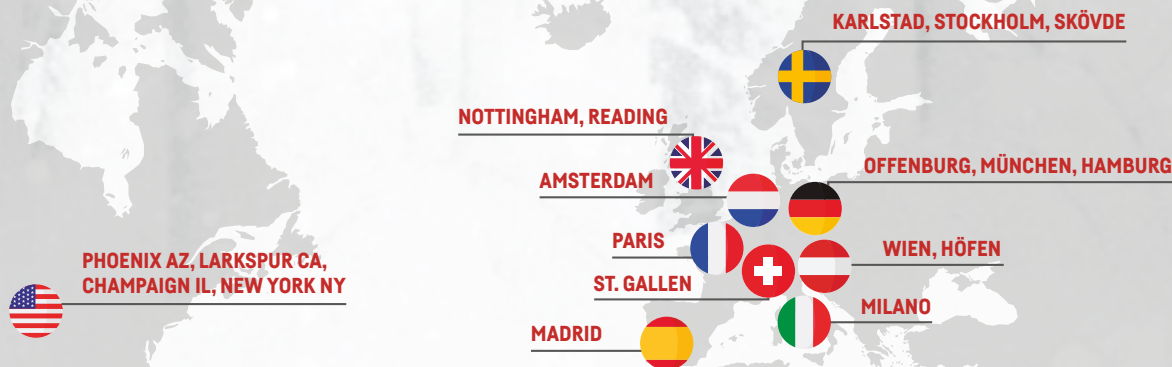 KARLSTAD, STOCKHOLM, SKÖVDE
NOTTINGHAM, READING
OFFENBURG, MÜNCHEN, HAMBURG
AMSTERDAM
PARIS
WIEN, HÖFEN
PHOENIX AZ, LARKSPUR CA,
CHAMPAIGN IL, NEW YORK NY
ST. GALLEN
MILANO
MADRID